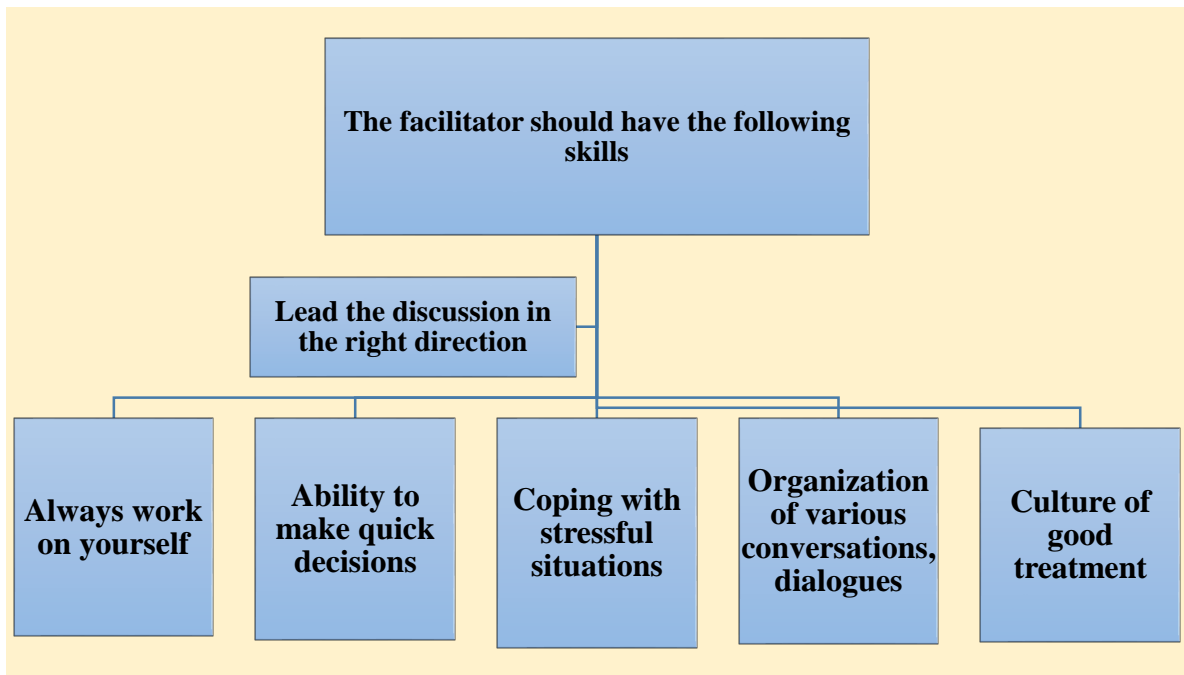 The facilitator should have the following
skills
Lead the discussion in
the right direction
Always work
on yourself
Ability to
make quick
decisions
Coping with
stressful
situations
Organization
of various
conversations,
dialogues
Culture of
good
treatment